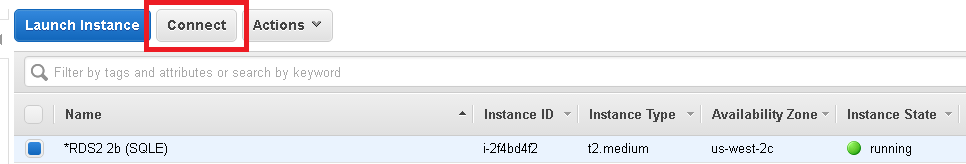 Launch Instance Connect Actions
Filter by tags and attributes or search by keyword
Name Instance ID Instance Type Availability Zone Instance State
*RDS2 2b (SQLE) i-2f4bd4f2 t2.medium us-west-2c running